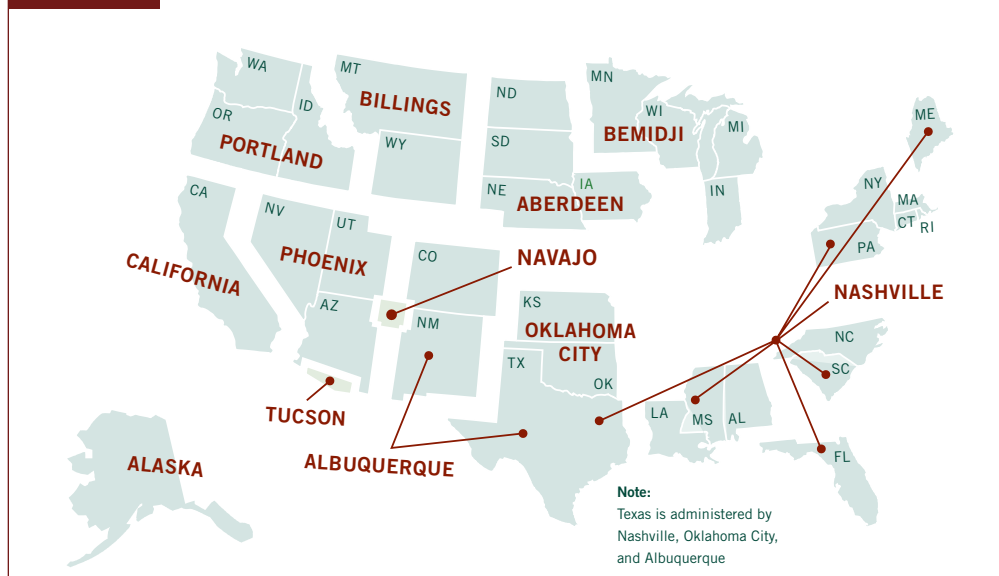 WA
MT
BILLINGS
ID
OR
PORTLAND
WY
ND
SD
NE
IA
ABERDEEN
MN
WI
BEMIDJI
MI
IN
ME
NY
MA
CT
RI
PA
CA
CALIFORNIA
NV
UT
PHOENIX
CO
NAVAJO
AZ
NM
KS
OKLAHOMA
CITY
TX
OK
NASHVILLE
NC
SC
LA
MS
AL
FL
TUCSON
ALBUQUERQUE
ALASKA
Note:
Texas is administered by
Nashville, Oklahoma City,
and Albuquerque